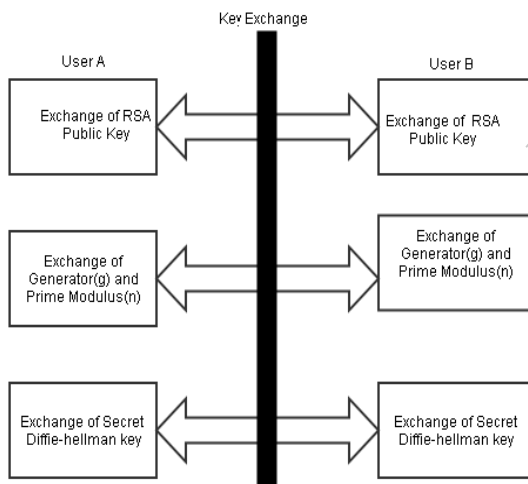 Key Exchange
User A
User B
Exchange of RSA
Public Key
Exchange of RSA
Public Key
Exchange of
Generator(g) and
Prime Modulus(n)
Exchange of
Generator(g) and
Prime Modulus(n)
Exchange of Secret
Diffie-hellman key
Exchange of Secret
Diffie-hellman key